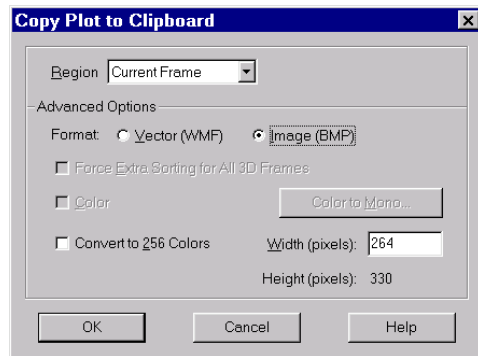 Copy Plot to Clipboard
Region Current Frame
Advanced Options
Format: Vector (WMF) Image (BMP)
Force Extra Sorting for All 3D Frames
Color Color to Mono...
Convert to 256 Colors Width (pixels): 264
Height (pixels): 330
OK Cancel Help